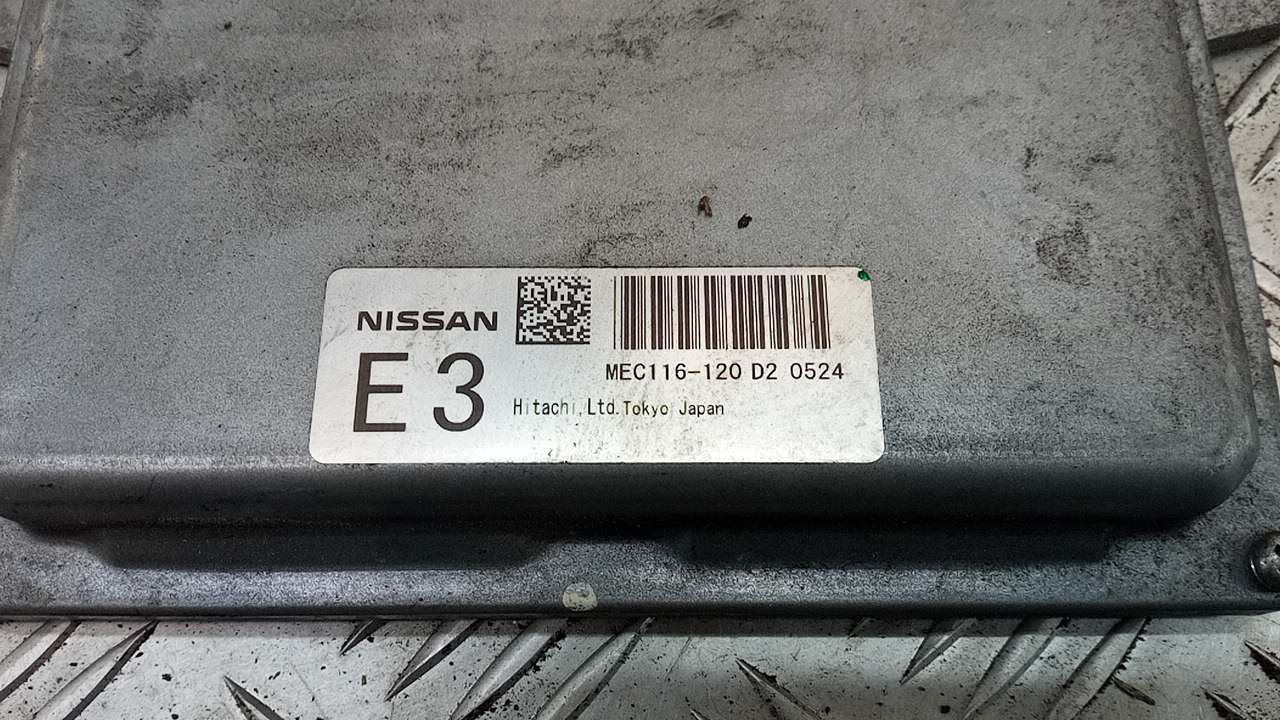 NISSAN
E3
MEC116-120 D2 0524
Hitachi,Ltd.Tokyo Japan